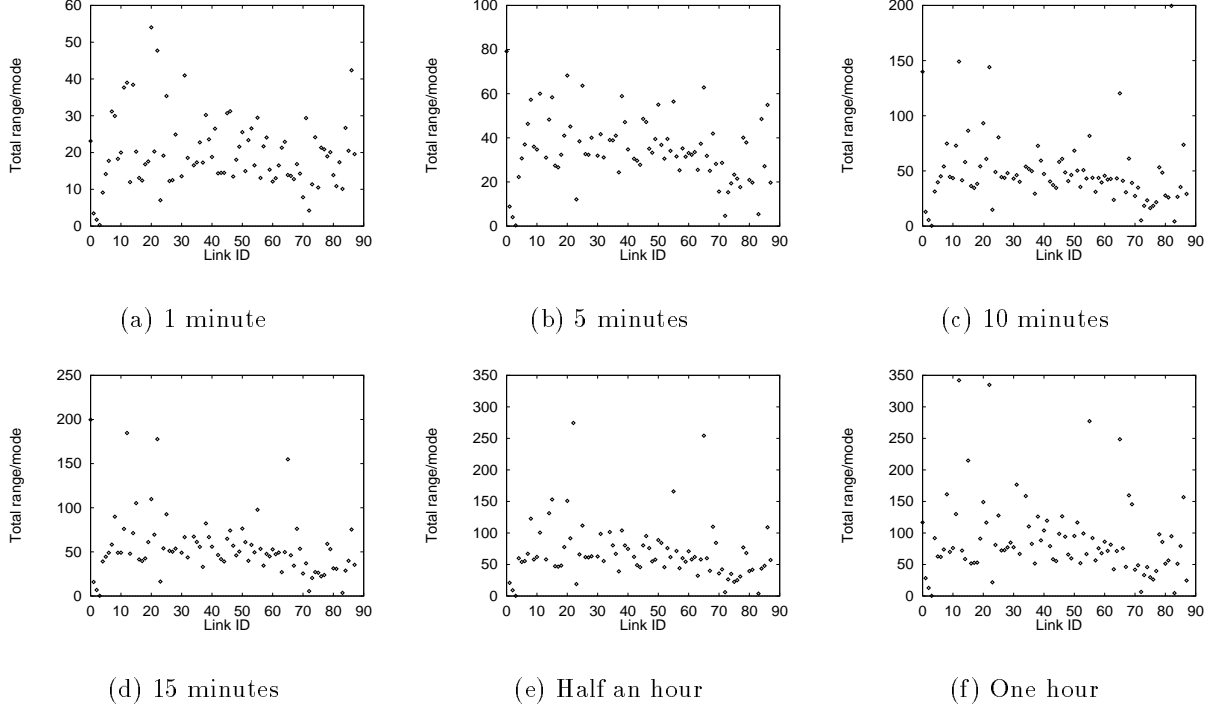 Total range/mode
60
50
40
30
20
10
0
0 10 20 30 40 50 60 70 80 90
Link ID
(a) 1 minute
Total range/mode
100
80
60
40
20
0
0 10 20 30 40 50 60 70 80 90
Link ID
(b) 5 minutes
Total range/mode
200
150
100
50
0
0 10 20 30 40 50 60 70 80 90
Link ID
(c) 10 minutes
Total range/mode
250
200
150
100
50
0
0 10 20 30 40 50 60 70 80 90
Link ID
(d) 15 minutes
Total range/mode
350
300
250
200
150
100
50
0
0 10 20 30 40 50 60 70 80 90
Link ID
(e) Half an hour
Total range/mode
350
300
250
200
150
100
50
0
0 10 20 30 40 50 60 70 80 90
Link ID
(f) One hour